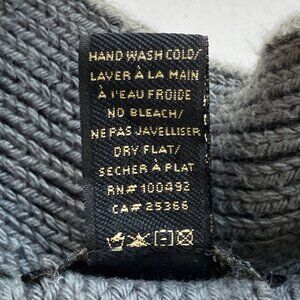 HAND WASH COLD/
LAVER À LA MAIN
À L'EAU FROIDE
NO BLEACH/
NE PAS JAVELLISER
DRY FLAT/
SECHER À PLAT
RN# 100492
CA# 25366